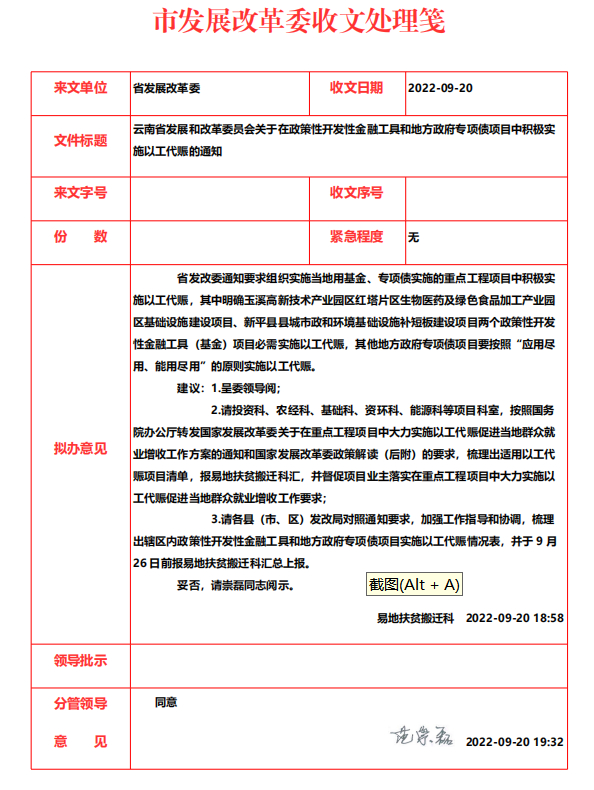 市发展改革委收文处理笺
来文单位 省发展改革委 收文日期 2022-09-20
文件标题 云南省发展和改革委员会关于在政策性开发性金融工具和地方政府专项债项目中积极实
施以工代赈的通知
来文字号 收文序号
份 数 紧急程度 无
省发改委通知要求组织实施当地用基金、专项债实施的重点工程项目中积极实
施以工代赈，其中明确玉溪高新技术产业园区红塔片区生物医药及绿色食品加工产业园
区基础设施建设项目、新平县县城市政和环境基础设施补短板建设项目两个政策性开发
性金融工具（基金）项目必需实施以工代赈，其他地方政府专项债项目要按照“应用尽
用、能用尽用”的原则实施以工代赈。
建议：1.呈委领导阅；
2.请投资科、农经科、基础科、资环科、能源科等项目科室，按照国务
院办公厅转发国家发展改革委关于在重点工程项目中大力实施以工代赈促进当地群众就
业增收工作方案的通知和国家发展改革委政策解读（后附）的要求，梳理出适用以工代
赈项目清单，报易地扶贫搬迁科汇，并督促项目业主落实在重点工程项目中大力实施以
工代赈促进当地群众就业增收工作要求；
3.请各县（市、区）发改局对照通知要求，加强工作指导和协调，梳理
出辖区内政策性开发性金融工具和地方政府专项债项目实施以工代赈情况表，并于 9 月
26 日前报易地扶贫搬迁科汇总上报。
妥否，请崇磊同志阅示。
拟办意见
截图(Alt + A)
易地扶贫搬迁科 2022-09-20 18:58
领导批示
分管领导
意 见
同意
范崇磊 2022-09-20 19:32